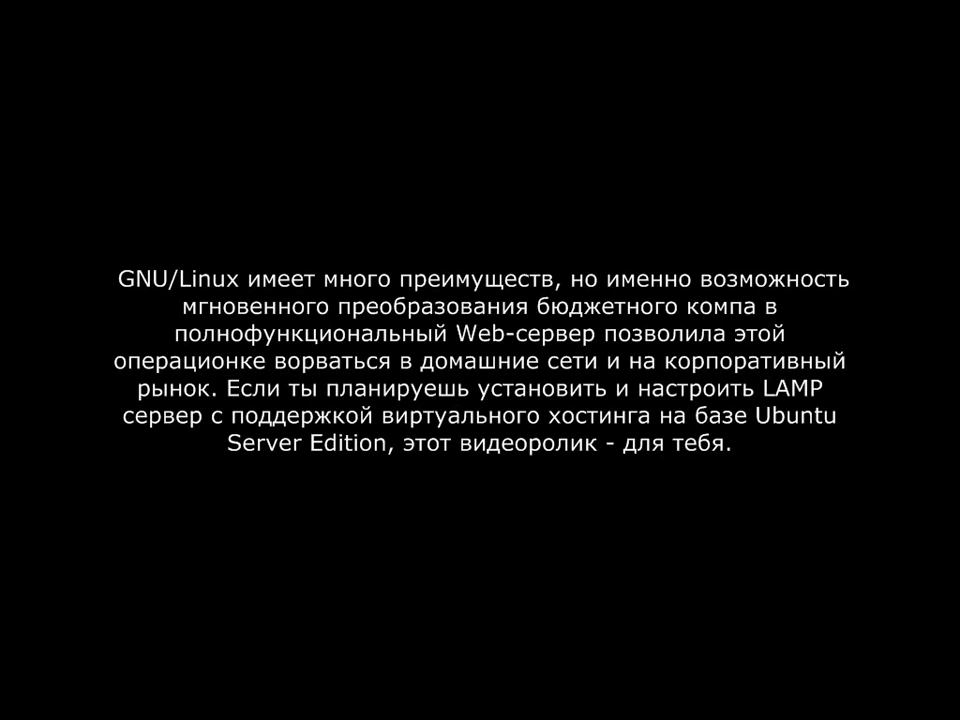 GNU/Linux имеет много преимуществ, но именно возможность
мгновенного преобразования бюджетного компа в
полнофункциональный Web-сервер позволила этой
операционке ворваться в домашние сети и на корпоративный
рынок. Если ты планируешь установить и настроить LAMP
сервер с поддержкой виртуального хостинга на базе Ubuntu
Server Edition, этот видеоролик - для тебя.